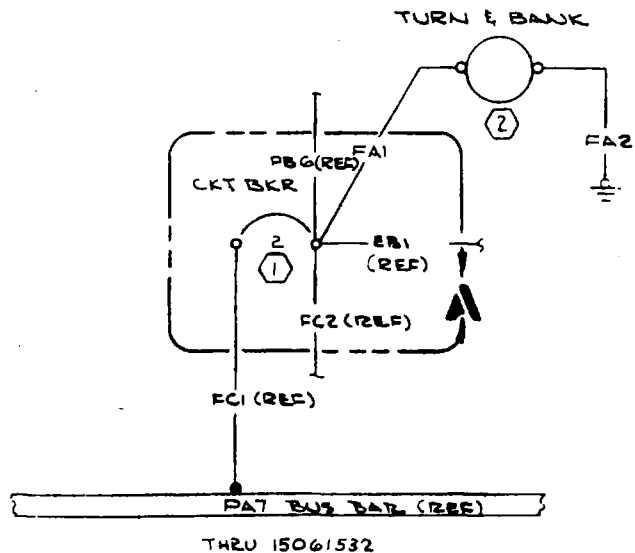 TURN & BANK
2
FA2
PB6 (REF)
FA1
CKT BKR
2
1
EB1
(REF)
A
FC2 (REF)
FC1 (REF)
PA7 BUS BAR (REF)
THRU 15061532